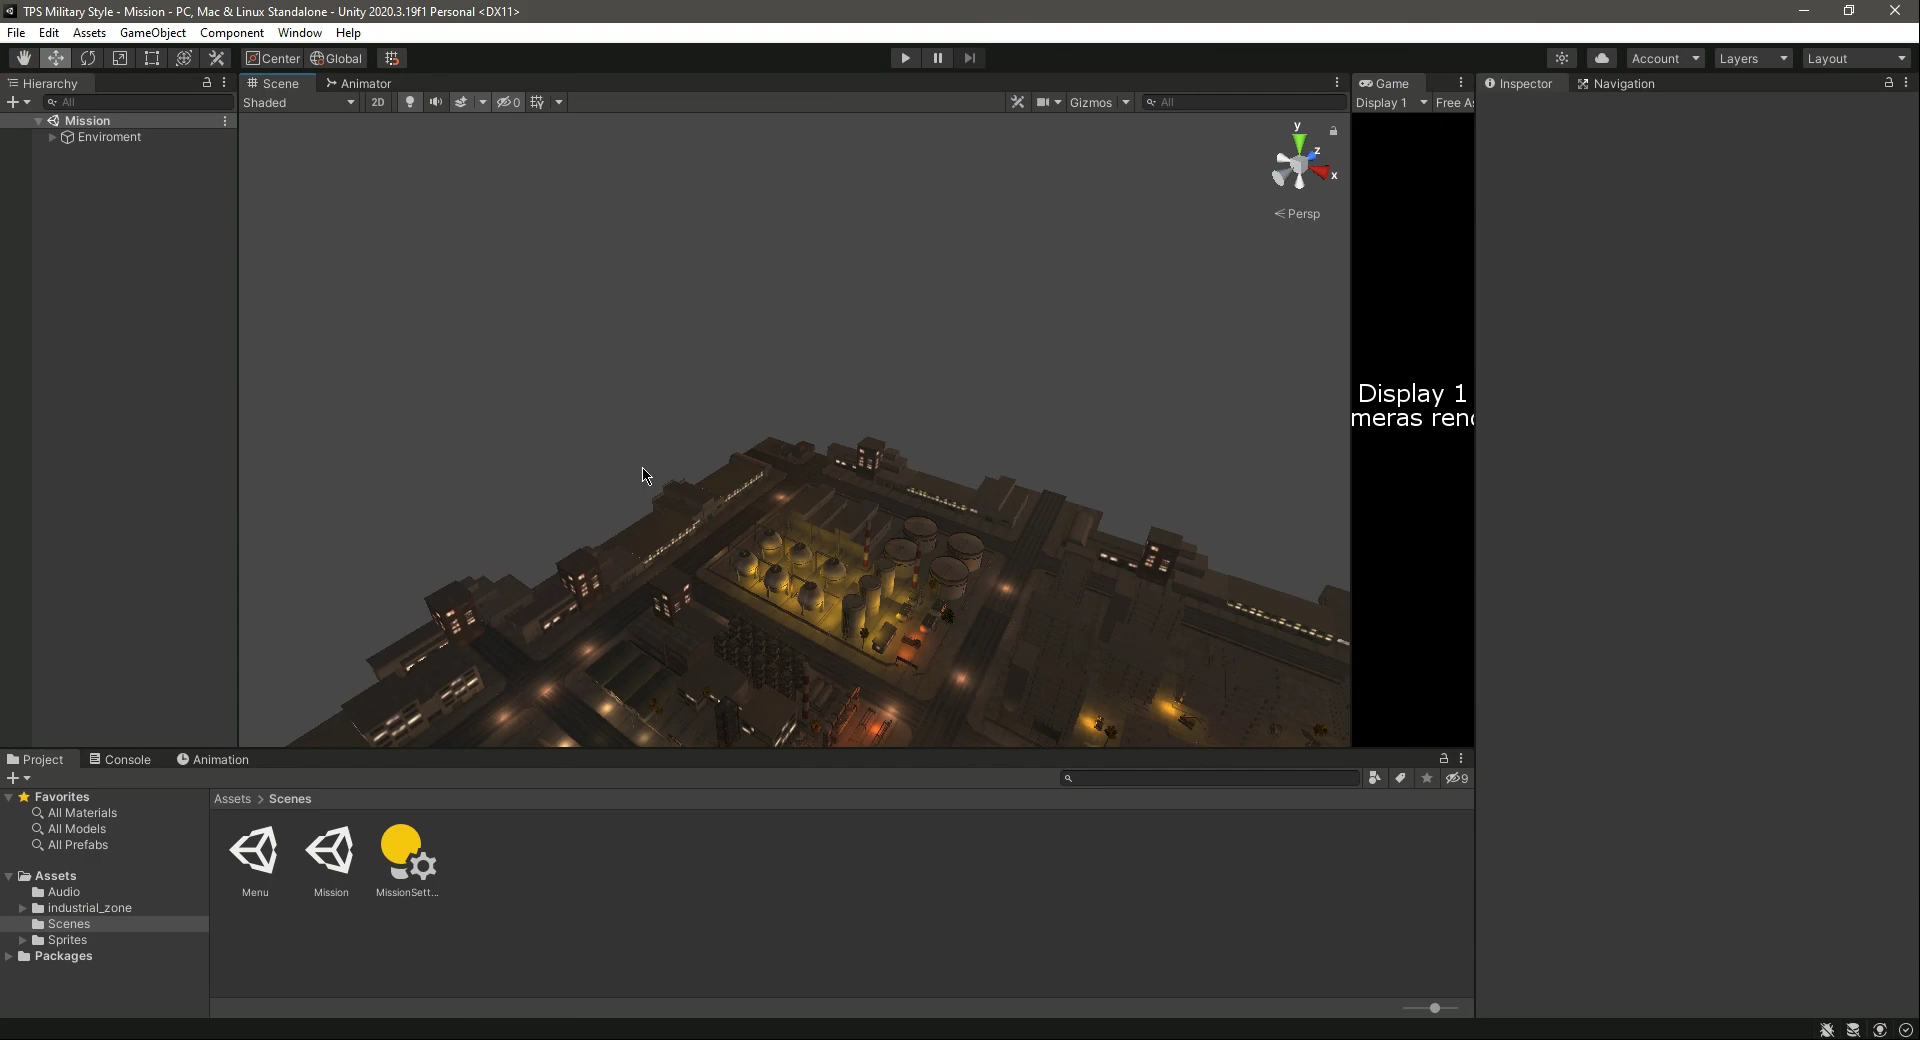 TPS Military Style - Mission - PC, Mac & Linux Standalone - Unity 2020.3.19f1 Personal <DX11>
File Edit Assets GameObject Component Window Help
Center Global Account Layers Layout
Hierarchy Scene Animator Game Inspector Navigation
All Shaded 2D 0 Gizmos All Display 1 Free As
Mission
Enviroment
y
z
x
Persp
Display 1
meras rend
Project Console Animation
9
Favorites
All Materials
All Models
All Prefabs
Assets
Audio
industrial_zone
Scenes
Sprites
Packages
Assets > Scenes
Menu Mission MissionSett...